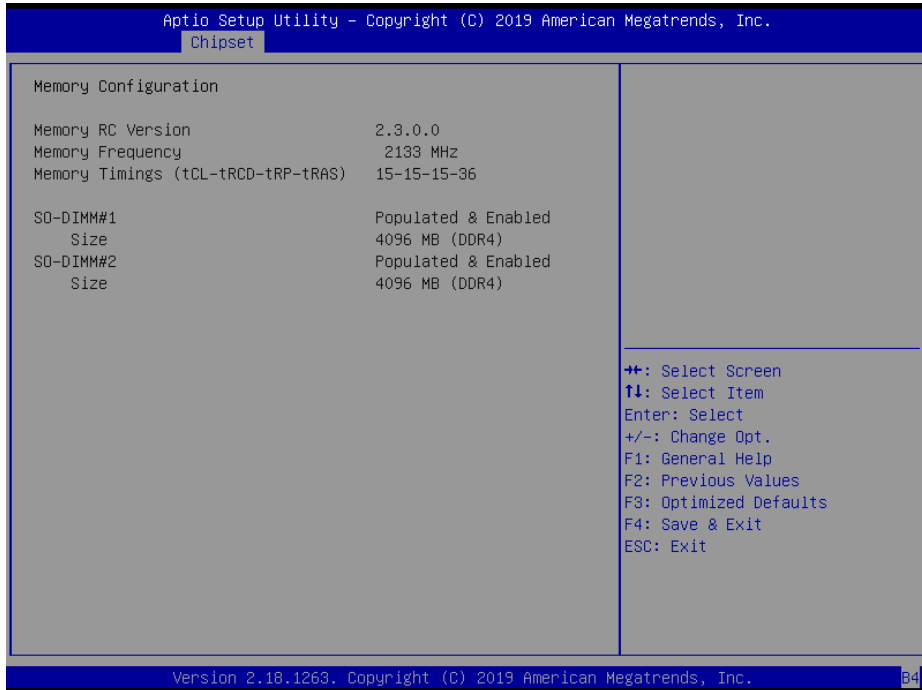 Aptio Setup Utility – Copyright (C) 2019 American Megatrends, Inc.
Chipset
Memory Configuration
Memory RC Version 2.3.0.0
Memory Frequency 2133 MHz
Memory Timings (tCL-tRCD-tRP-tRAS) 15-15-15-36
SO-DIMM#1 Populated & Enabled
Size 4096 MB (DDR4)
SO-DIMM#2 Populated & Enabled
Size 4096 MB (DDR4)
→←: Select Screen
↑↓: Select Item
Enter: Select
+/-: Change Opt.
F1: General Help
F2: Previous Values
F3: Optimized Defaults
F4: Save & Exit
ESC: Exit
Version 2.18.1263. Copyright (C) 2019 American Megatrends, Inc.
B4